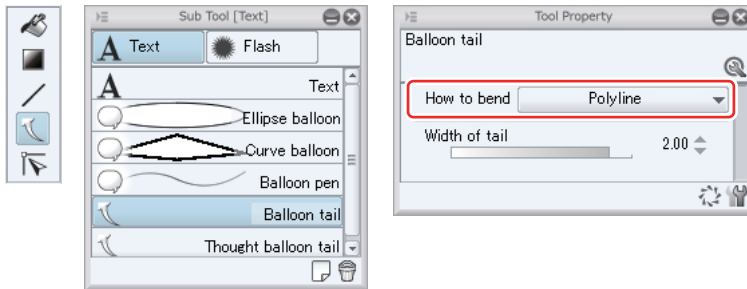 Sub Tool [Text]
Text
Flash
Text
Ellipse balloon
Curve balloon
Balloon pen
Balloon tail
Thought balloon tail
Tool Property
Balloon tail
How to bend
Polyline
Width of tail
2.00